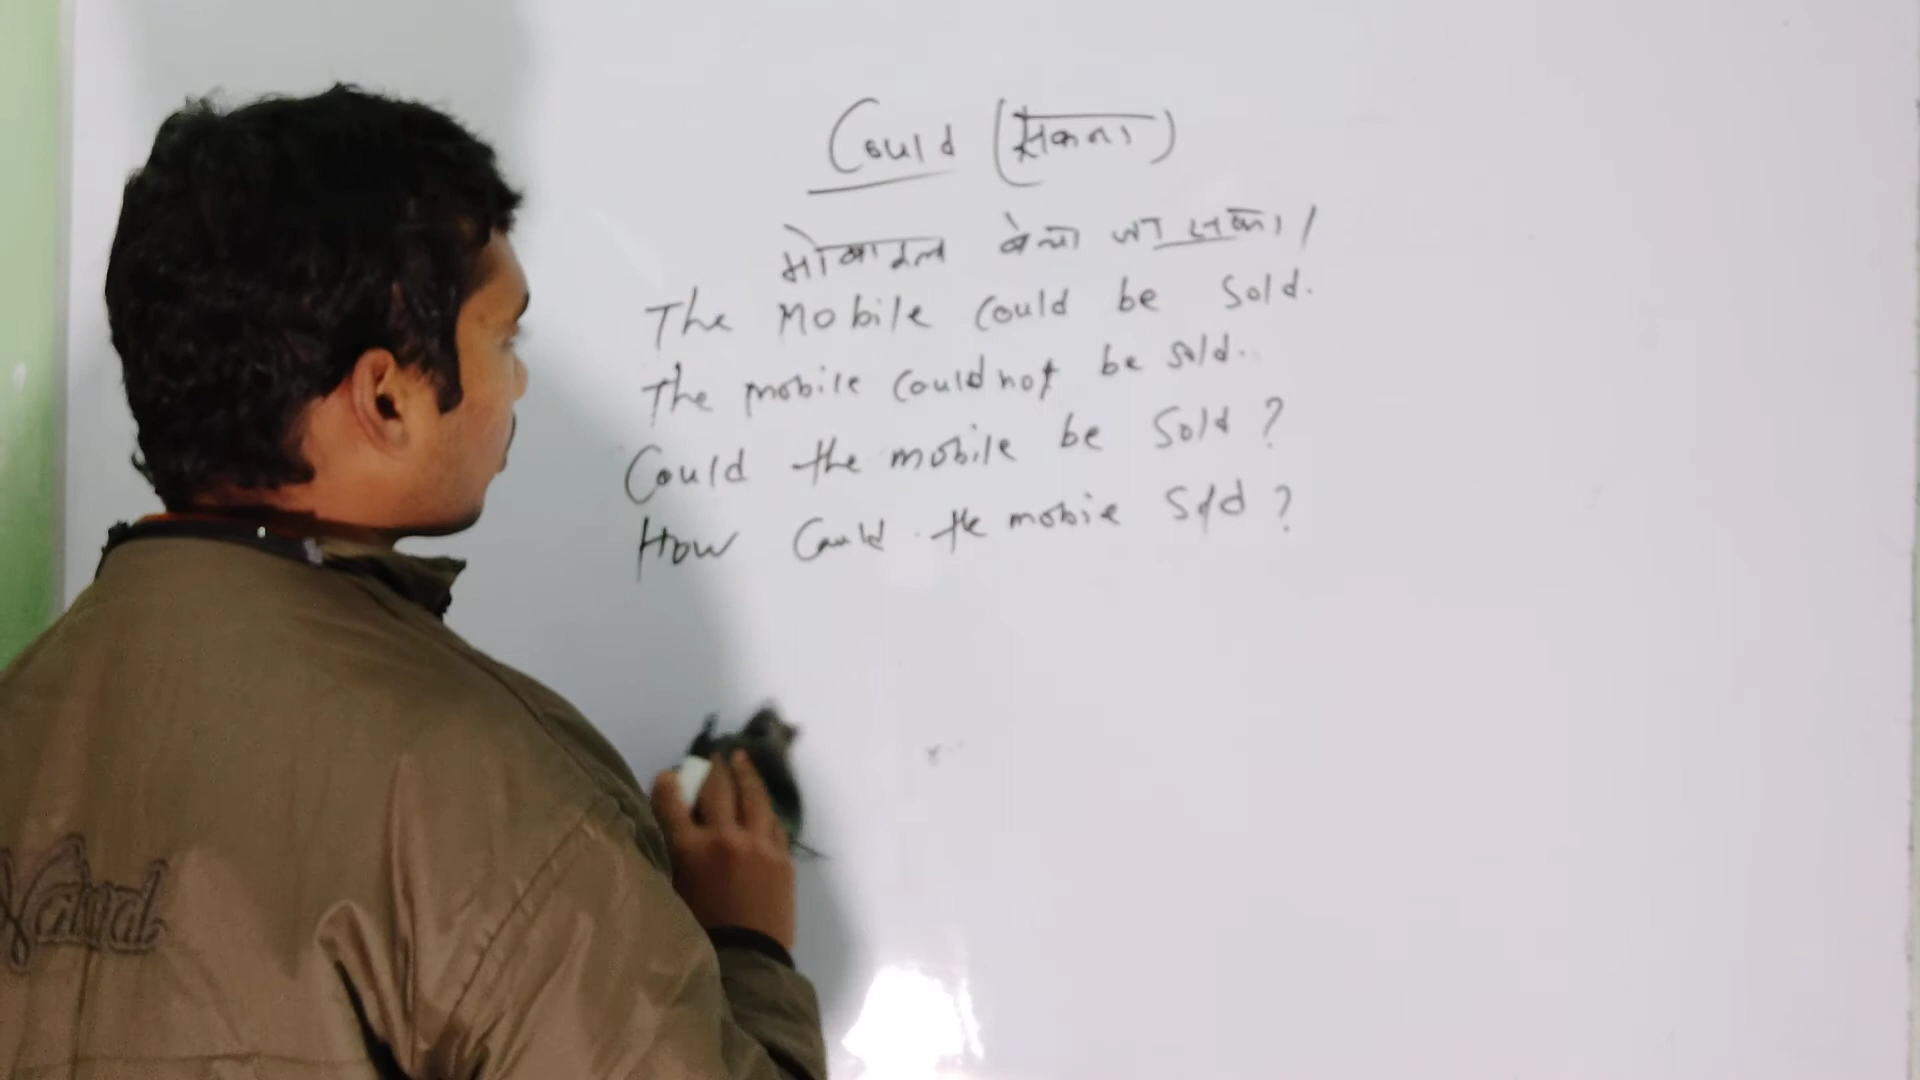 Could (सकना)
मोबाइल बेचा जा सका।
The Mobile Could be Sold.
The mobile Could not be sold.
Could the mobile be Sold?
How Could the mobile Sold?
Natural